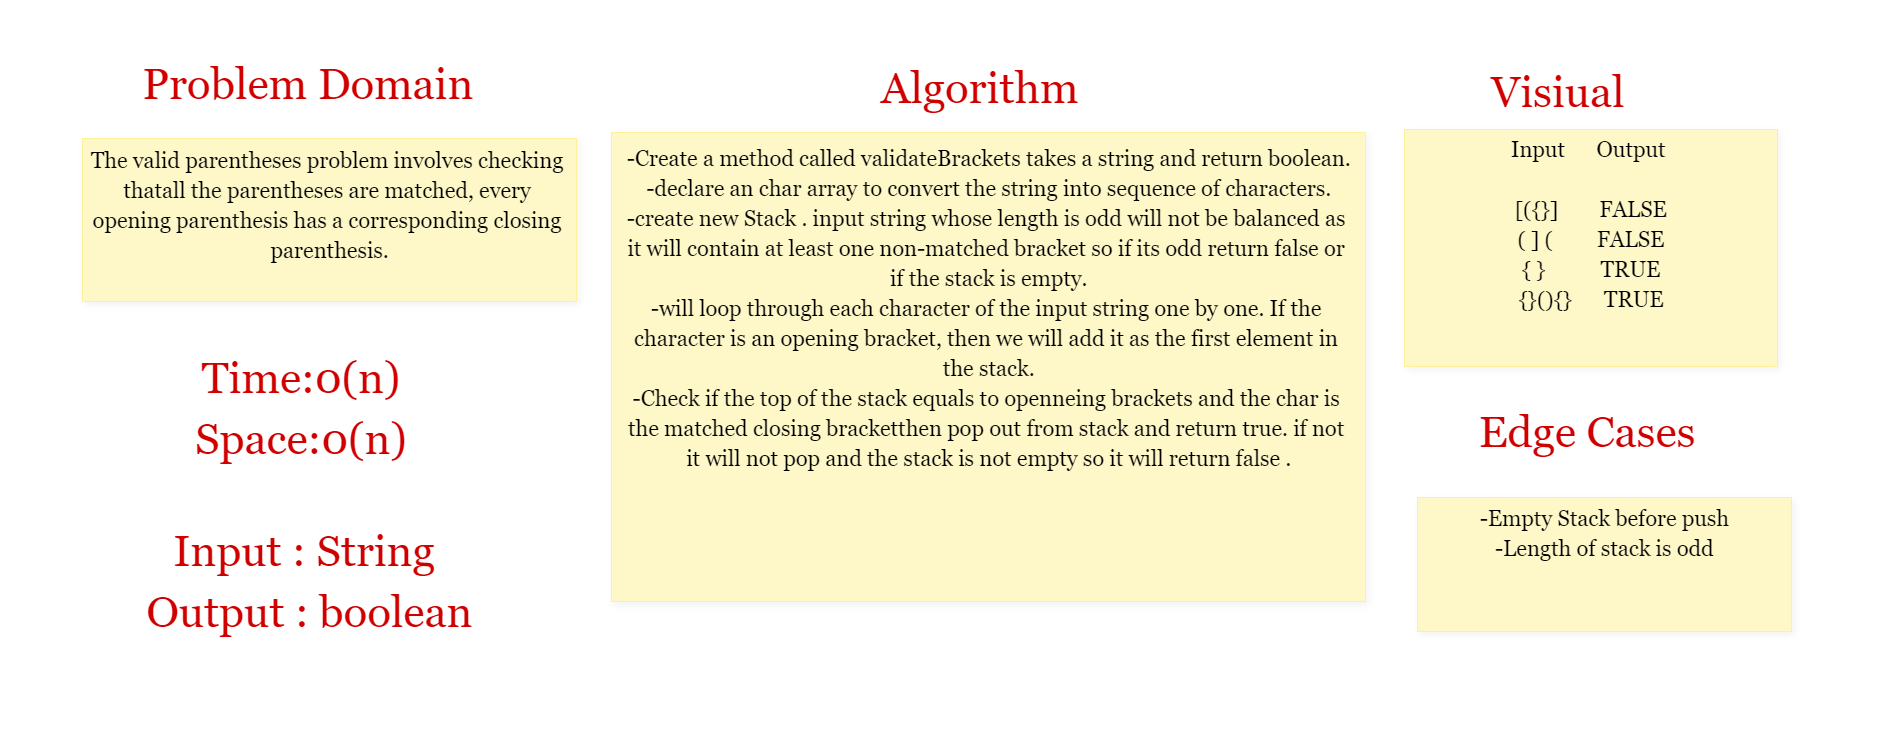 Problem Domain
The valid parentheses problem involves checking
thatall the parentheses are matched, every
opening parenthesis has a corresponding closing
parenthesis.
Time:0(n)
Space:0(n)
Input : String
Output : boolean
Algorithm
-Create a method called validateBrackets takes a string and return boolean.
-declare an char array to convert the string into sequence of characters.
-create new Stack . input string whose length is odd will not be balanced as
it will contain at least one non-matched bracket so if its odd return false or
if the stack is empty.
-will loop through each character of the input string one by one. If the
character is an opening bracket, then we will add it as the first element in
the stack.
-Check if the top of the stack equals to openneing brackets and the char is
the matched closing bracketthen pop out from stack and return true. if not
it will not pop and the stack is not empty so it will return false .
Visiual
Input Output
[({}] FALSE
( ] ( FALSE
{ } TRUE
{}(){} TRUE
Edge Cases
-Empty Stack before push
-Length of stack is odd